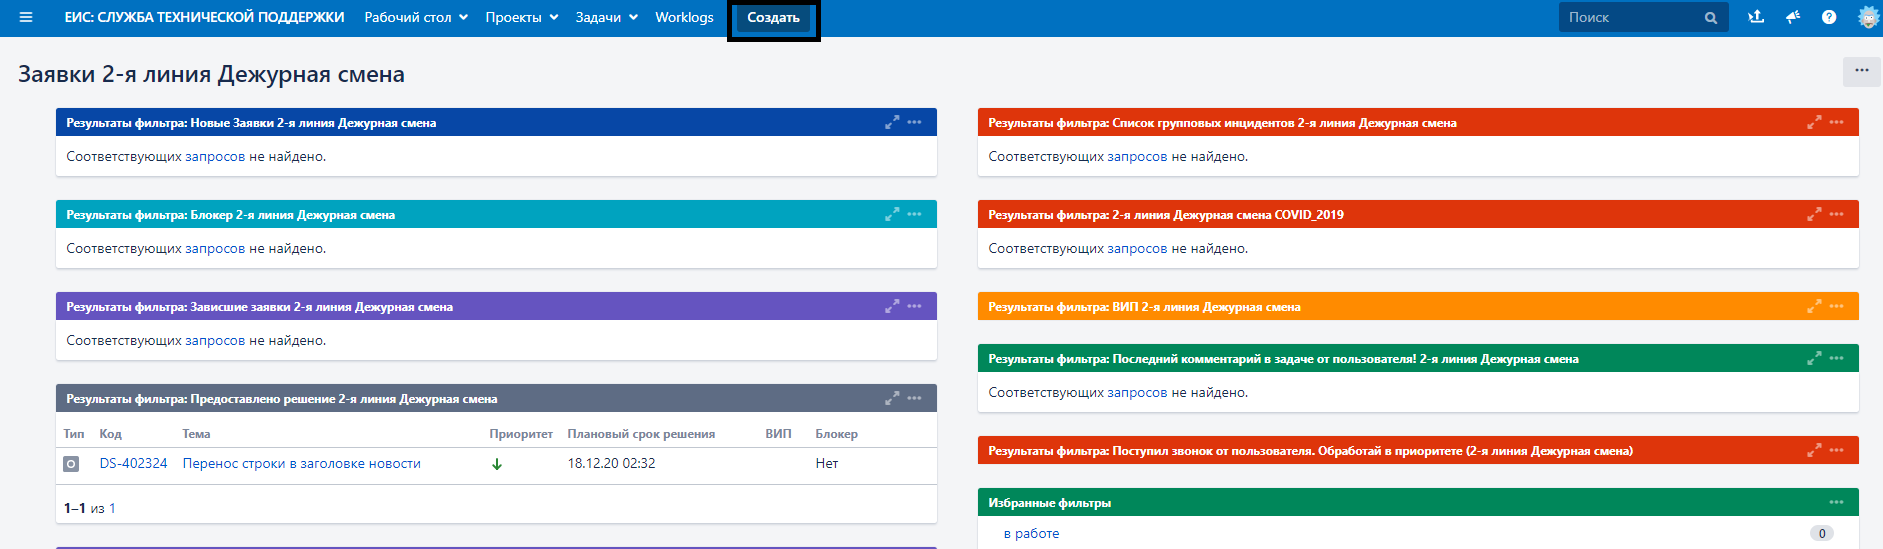 ЕИС: СЛУЖБА ТЕХНИЧЕСКОЙ ПОДДЕРЖКИ Рабочий стол Проекты Задачи Worklogs Создать Поиск
Заявки 2-я линия Дежурная смена
Результаты фильтра: Новые Заявки 2-я линия Дежурная смена
Соответствующих запросов не найдено.
Результаты фильтра: Блокер 2-я линия Дежурная смена
Соответствующих запросов не найдено.
Результаты фильтра: Зависшие заявки 2-я линия Дежурная смена
Соответствующих запросов не найдено.
Результаты фильтра: Предоставлено решение 2-я линия Дежурная смена
Тип Код Тема Приоритет Плановый срок решения ВИП Блокер
DS-402324 Перенос строки в заголовке новости 18.12.20 02:32 Нет
1–1 из 1
Результаты фильтра: Список групповых инцидентов 2-я линия Дежурная смена
Соответствующих запросов не найдено.
Результаты фильтра: 2-я линия Дежурная смена COVID_2019
Соответствующих запросов не найдено.
Результаты фильтра: ВИП 2-я линия Дежурная смена
Результаты фильтра: Последний комментарий в задаче от пользователя! 2-я линия Дежурная смена
Соответствующих запросов не найдено.
Результаты фильтра: Поступил звонок от пользователя. Обработай в приоритете (2-я линия Дежурная смена)
Избранные фильтры
в работе 0